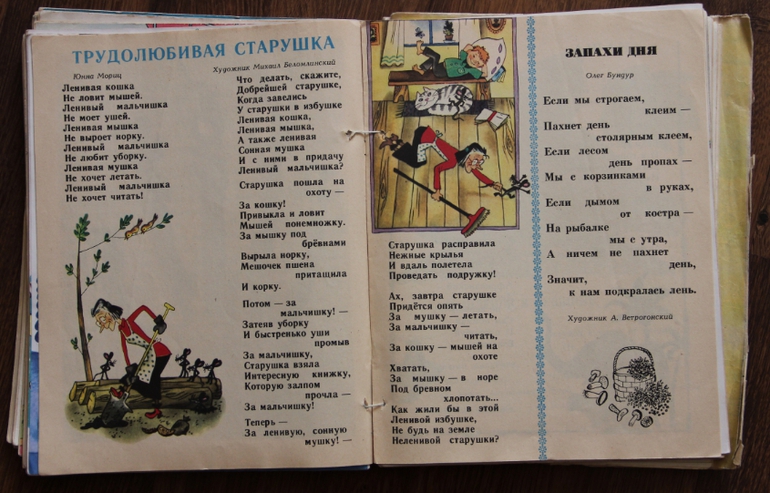 ТРУДОЛЮБИВАЯ СТАРУШКА
Юнна Мориц
Художник Михаил Беломлинский
Ленивая кошка
Не ловит мышей.
Ленивый мальчишка
Не моет ушей.
Ленивая мышка
Не выроет норку.
Ленивый мальчишка
Не любит уборку.
Ленивая мушка
Не хочет летать.
Ленивый мальчишка
Не хочет читать!
Что делать, скажите,
Добрейшей старушке,
Когда завелись
У старушки в избушке
Ленивая кошка,
Ленивая мышка,
А также ленивая
Сонная мушка
И с ними в придачу
Ленивый мальчишка?
Старушка пошла на
охоту —
За кошку!
Привыкла и ловит
Мышей понемножку.
За мышку под
брёвнами
Вырыла норку,
Мешочек пшена
притащила
И корку.
Потом — за
мальчишку! —
Затеяв уборку
И быстренько уши
промыв
За мальчишку,
Старушка взяла
Интересную книжку,
Которую залпом
прочла —
За мальчишку!
Теперь —
За ленивую, сонную
мушку! —
Старушка расправила
Нежные крылья
И вдаль полетела
Проведать подружку!
Ах, завтра старушке
Придётся опять
За мушку — летать,
За мальчишку —
читать,
За кошку — мышей на
охоте
Хватать,
За мышку — в норе
Под бревном
хлопотать...
Как жили бы в этой
Ленивой избушке,
Не будь на земле
Неленивой старушки?
ЗАПАХИ ДНЯ
Олег Бундур
Если мы строгаем,
клеим —
Пахнет день
столярным клеем,
Если лесом
день пропах —
Мы с корзинками
в руках,
Если дымом
от костра —
На рыбалке
мы с утра,
А ничем не пахнет
день,
Значит,
к нам подкралась лень.
Художник А. Ветроговский